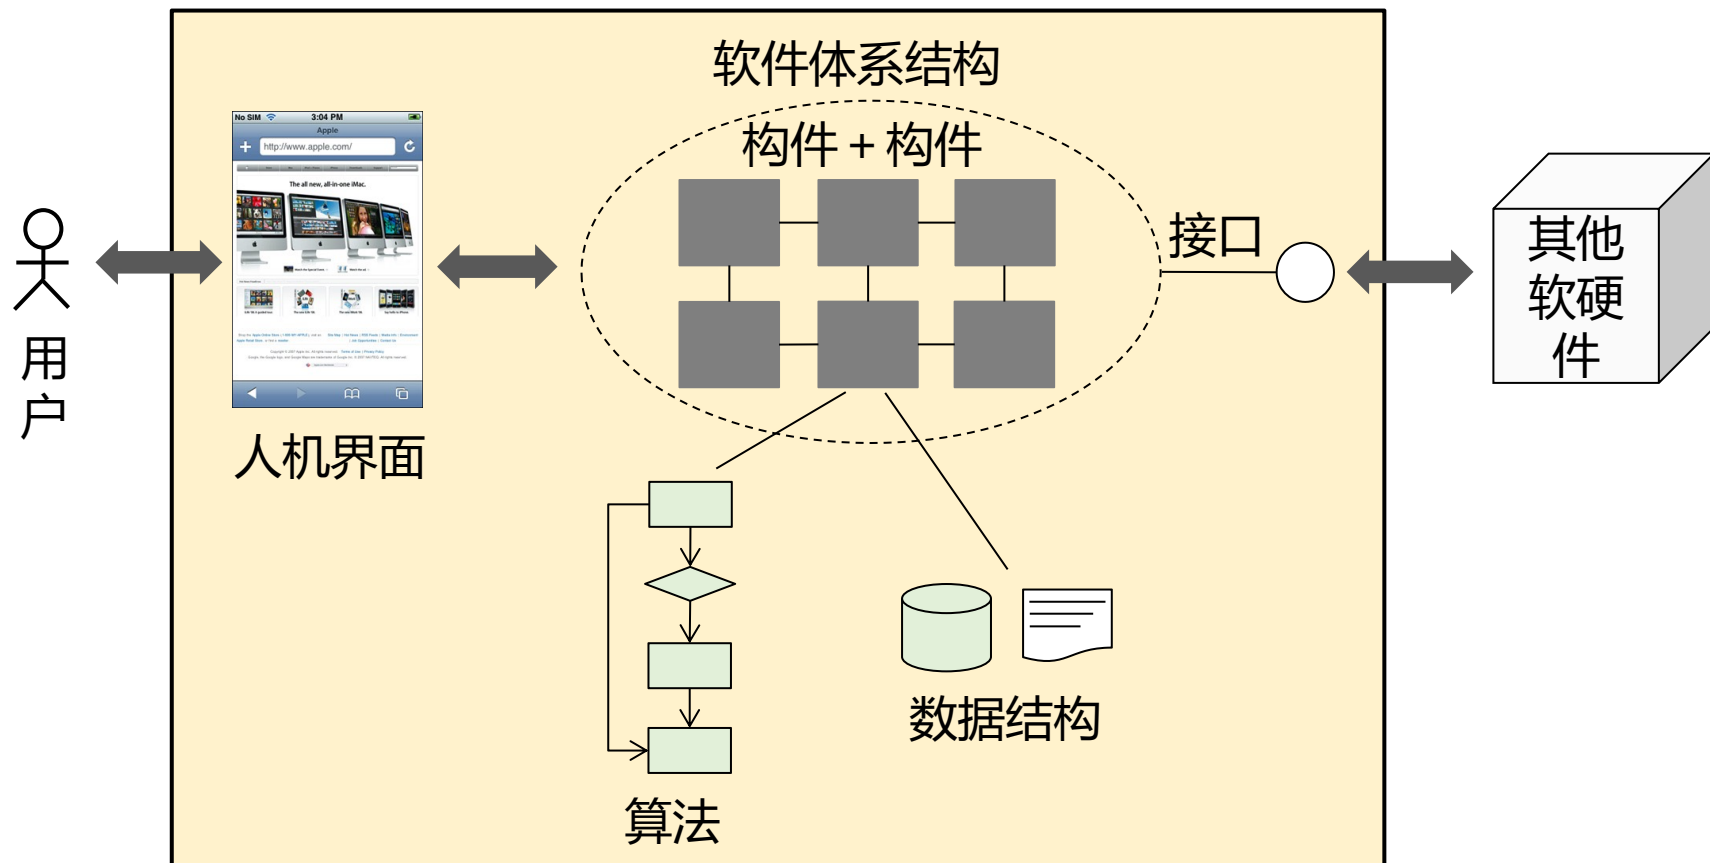 软件体系结构
构件 + 构件
No SIM
3:04 PM
Apple
http://www.apple.com/
The all new, all-in-one iMac.
用
户
人机界面
接口
其他
软硬
件
算法
数据结构